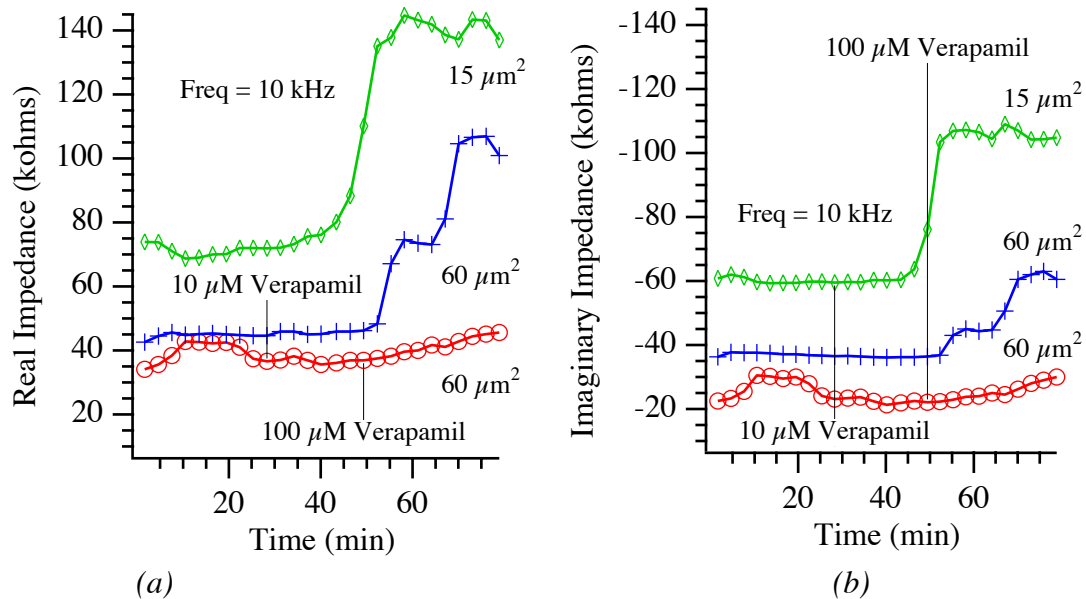 Real Impedance (kohms)
140
120
100
80
60
40
20
Freq = 10 kHz
15 µm²
10 µM Verapamil
60 µm²
60 µm²
100 µM Verapamil
20
40
60
Time (min)
(a)
Imaginary Impedance (kohms)
-140
-120
-100
-80
-60
-40
-20
100 µM Verapamil
15 µm²
Freq = 10 kHz
60 µm²
60 µm²
10 µM Verapamil
20
40
60
Time (min)
(b)